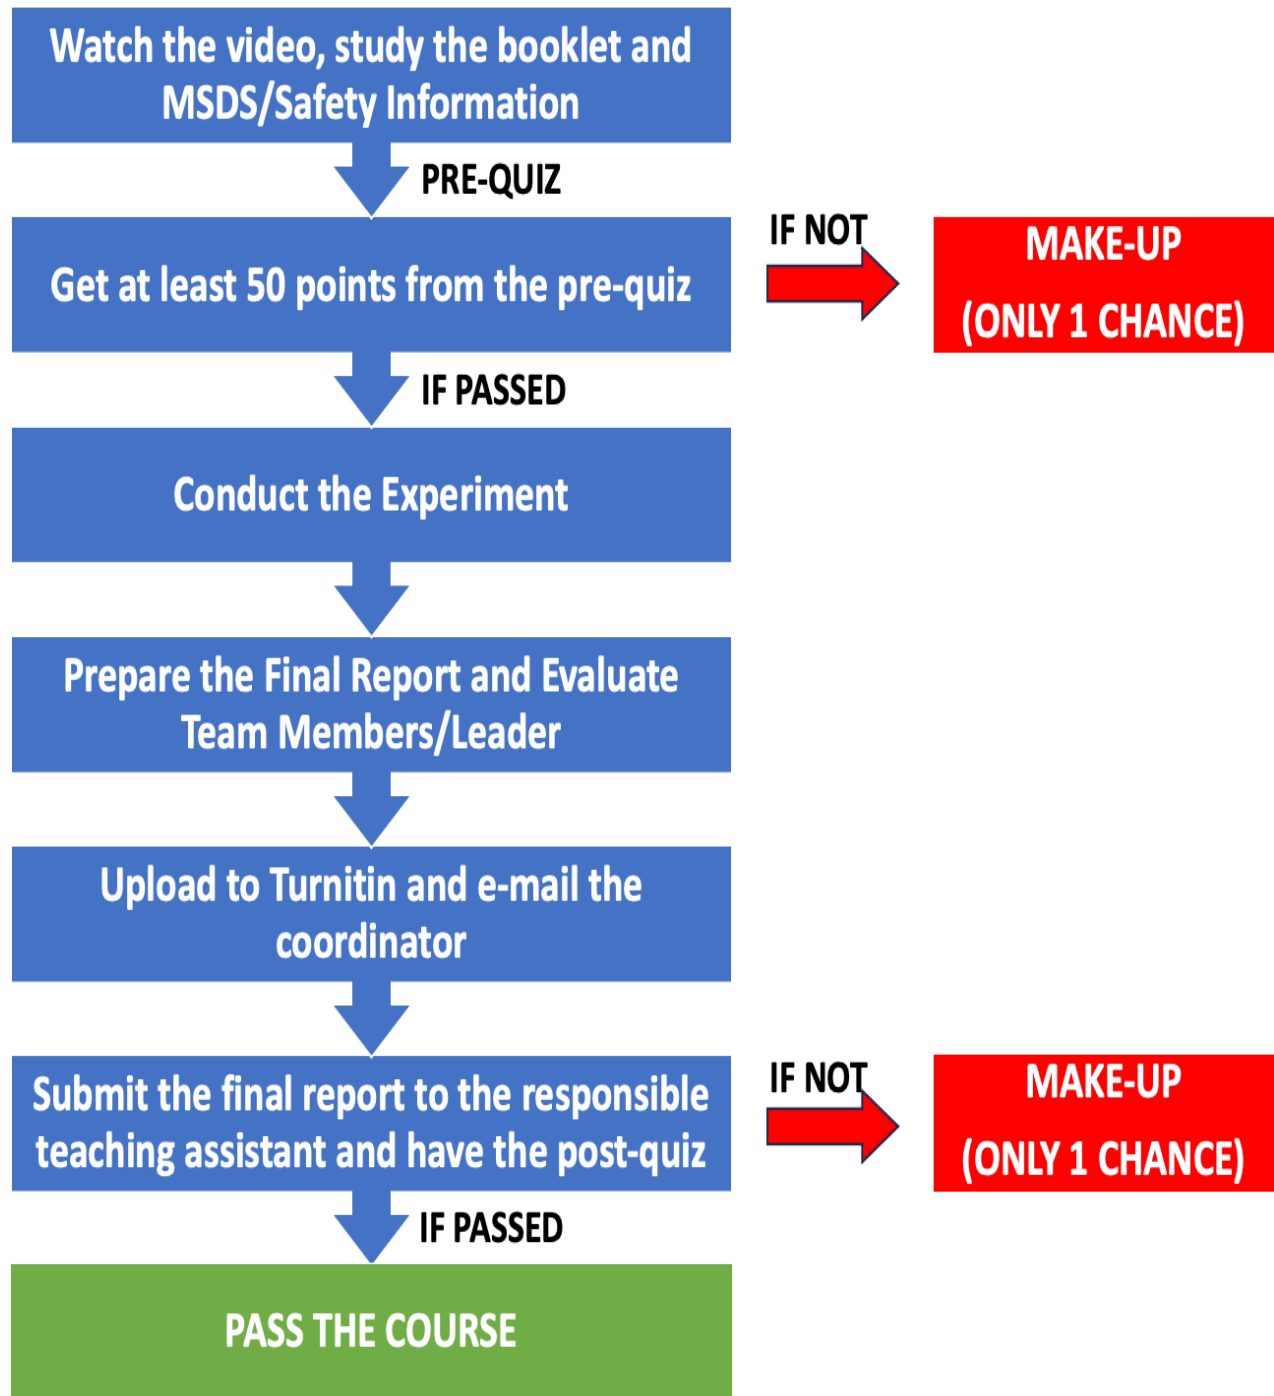 Watch the video, study the booklet and
MSDS/Safety Information
PRE-QUIZ
Get at least 50 points from the pre-quiz
IF NOT
MAKE-UP
(ONLY 1 CHANCE)
IF PASSED
Conduct the Experiment
Prepare the Final Report and Evaluate
Team Members/Leader
Upload to Turnitin and e-mail the
coordinator
Submit the final report to the responsible
teaching assistant and have the post-quiz
IF NOT
MAKE-UP
(ONLY 1 CHANCE)
IF PASSED
PASS THE COURSE